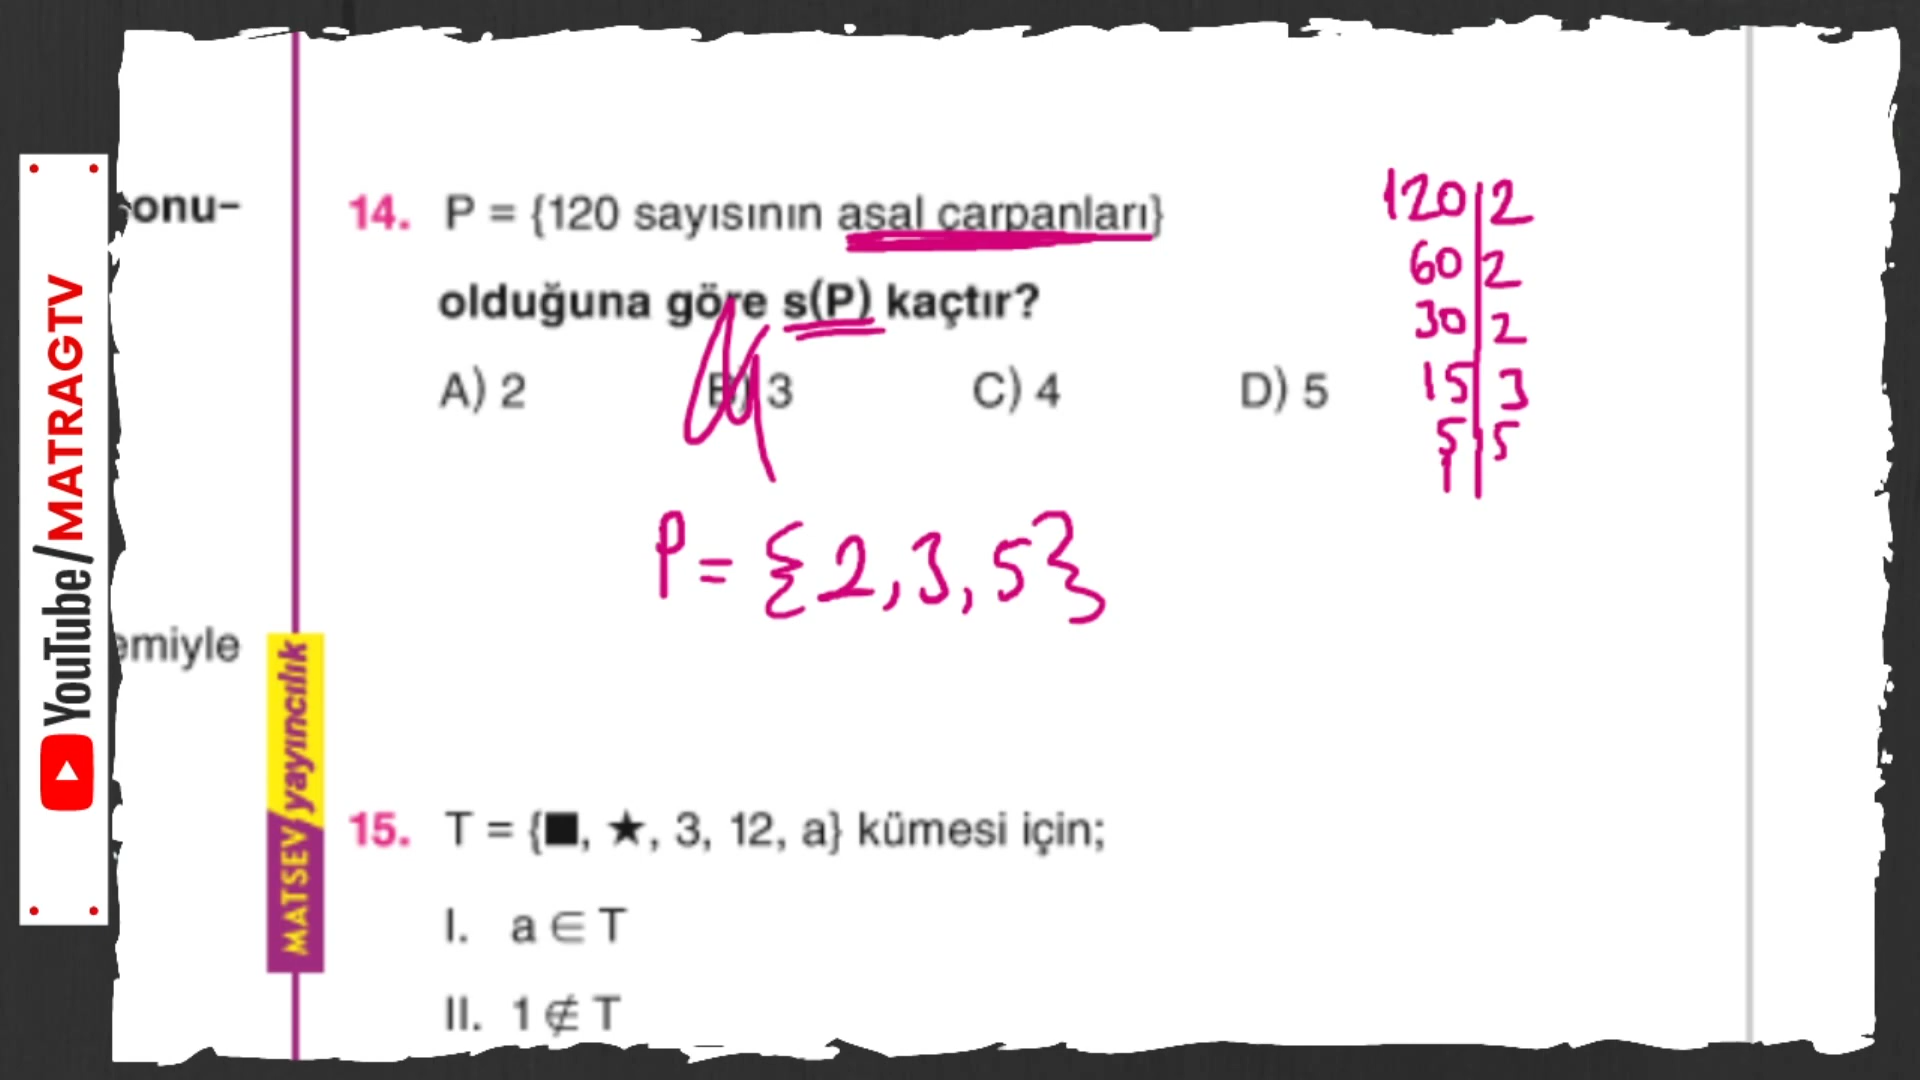 YouTube/MATRAGTV
onu-
emiyle
MATSEV yayıncılık
14. P = {120 sayısının asal çarpanları}
olduğuna göre s(P) kaçtır?
A) 2 B) 3 C) 4 D) 5
120 2
60 2
30 2
15 3
5 5
1
P = {2, 3, 5}
15. T = {■, ★, 3, 12, a} kümesi için;
I. a ∈ T
II. 1 ∉ T